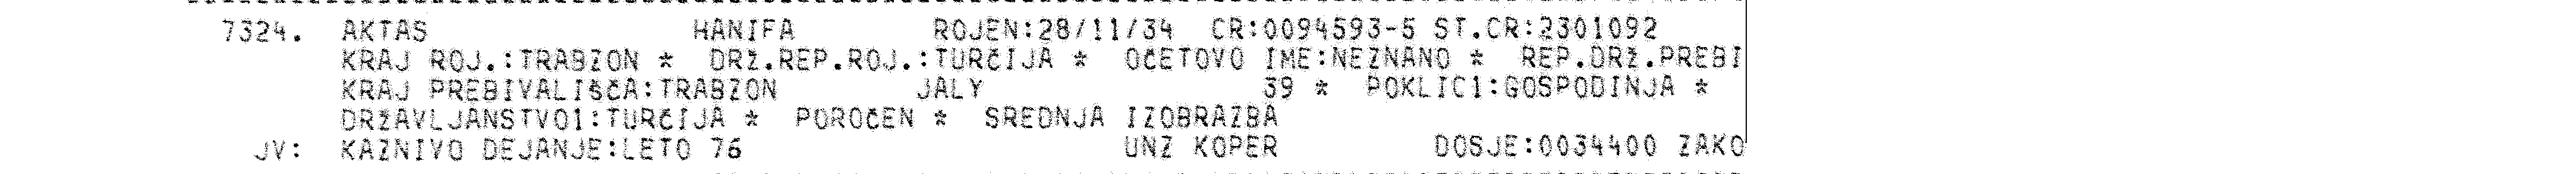 7324. AKTAS HANIFA ROJEN:28/11/34 CR:0094593-5 ST.CR:2301092
KRAJ ROJ.:TRABZON * DRŽ.REP.ROJ.:TURČIJA * OČETOVO IME:NEZNANO * REP.DRŽ.PREBI
KRAJ PREBIVALIŠČA:TRABZON JALY 39 * POKLIC1:GOSPODINJA *
DRŽAVLJANSTVO1:TURČIJA * POROČEN * SREDNJA IZOBRAZBA
JV: KAZNIVO DEJANJE:LETO 76 UNZ KOPER DOSJE:0034400 ZAKO